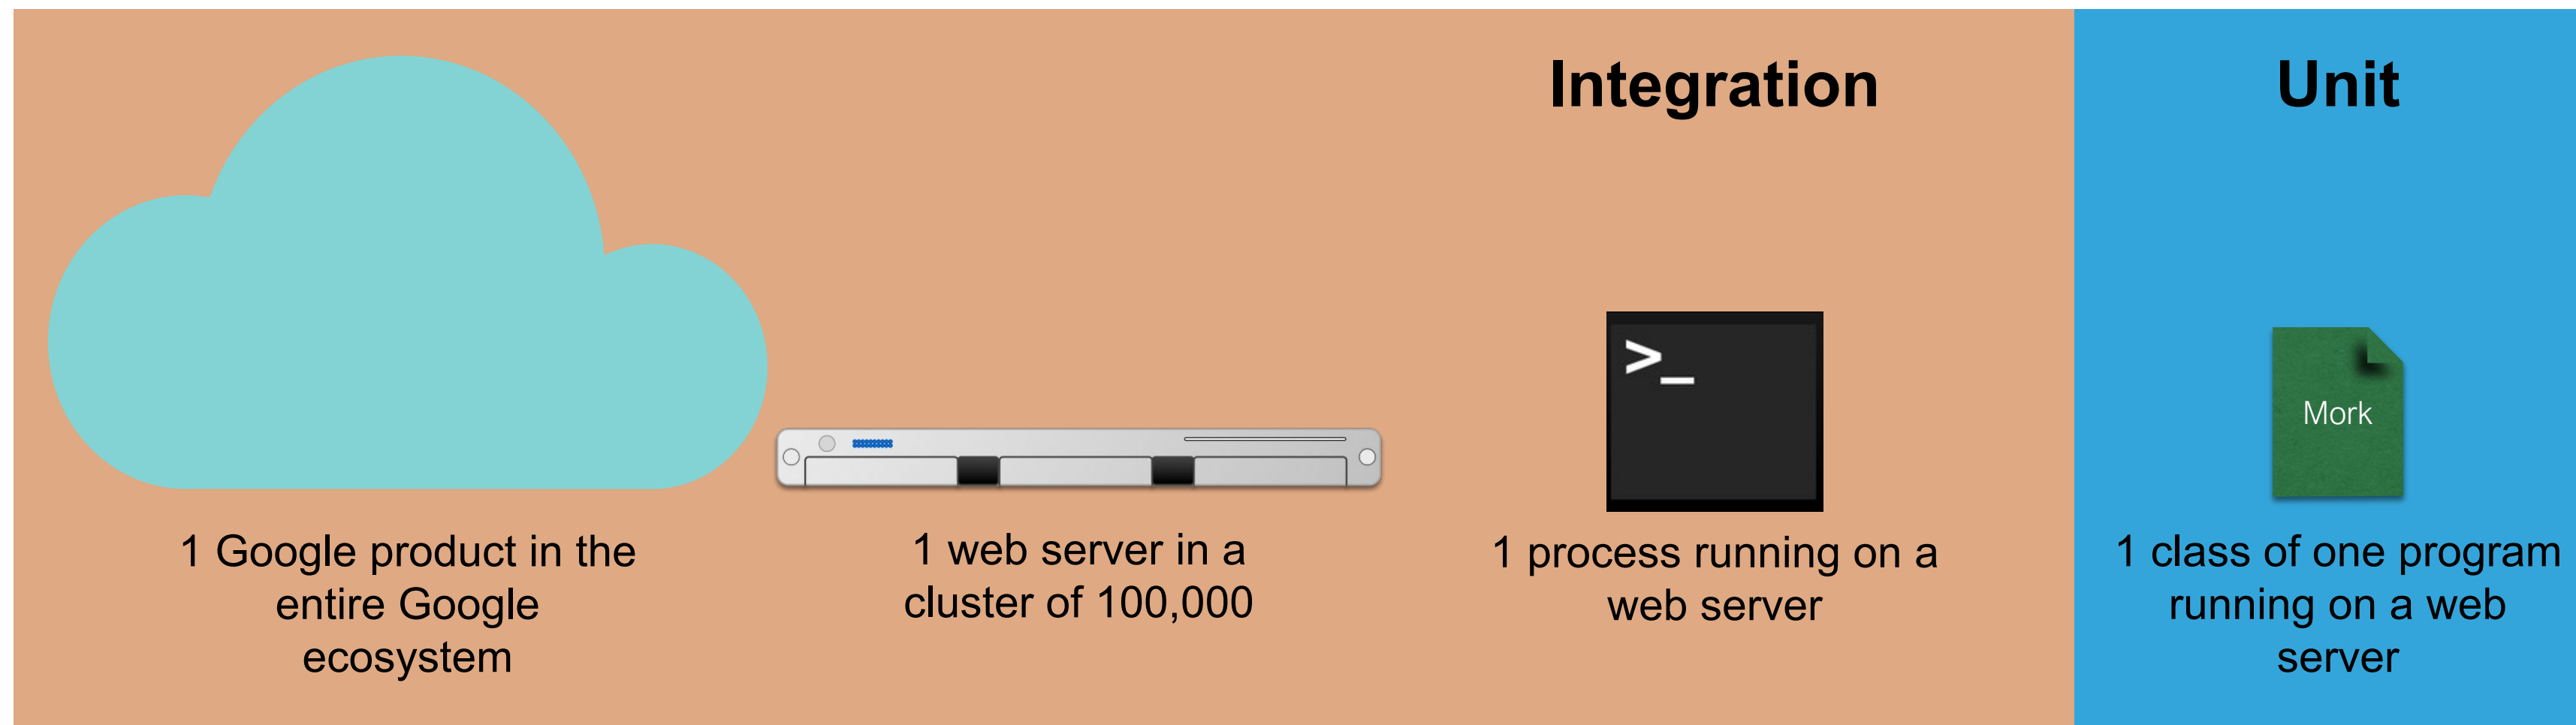 Integration
Unit
>_
Mork
1 Google product in the
entire Google
ecosystem
1 web server in a
cluster of 100,000
1 process running on a
web server
1 class of one program
running on a web
server